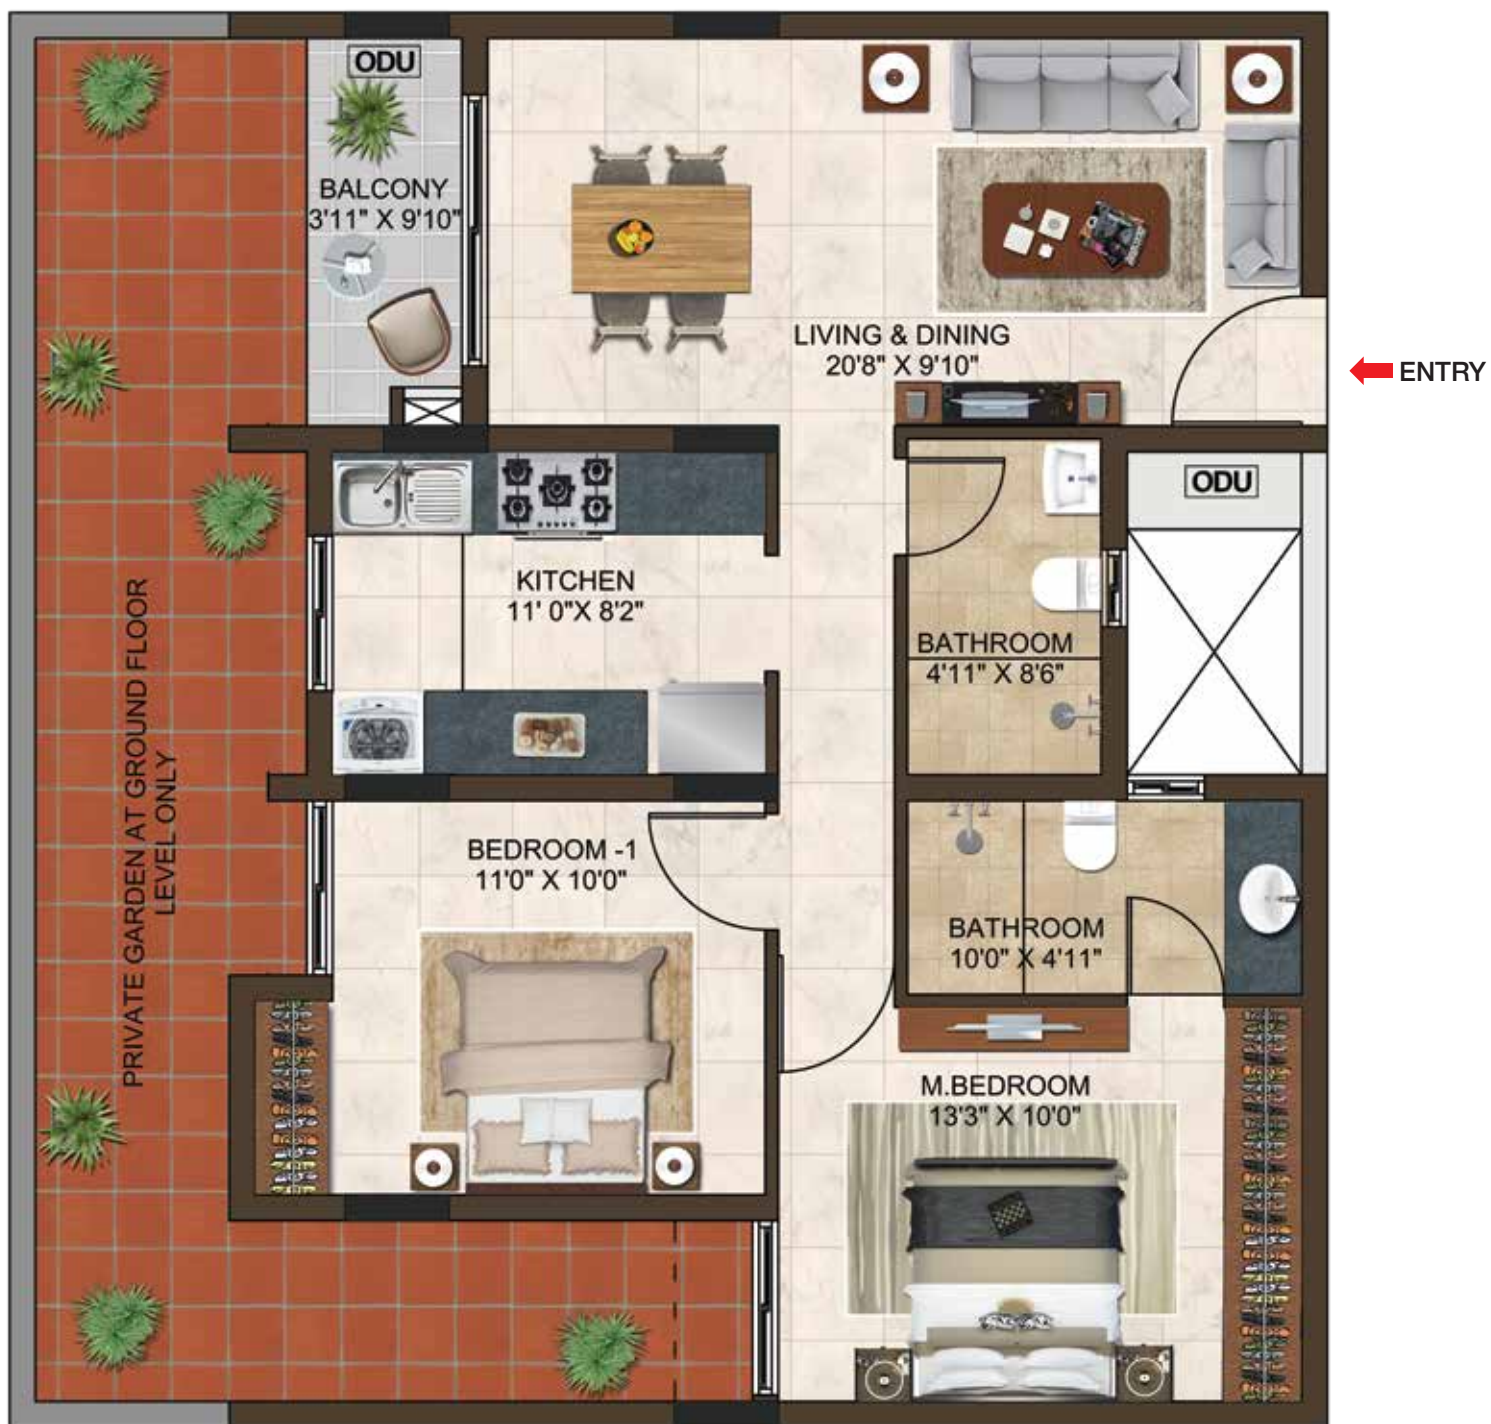 ODU
BALCONY
3'11" X 9'10"
LIVING & DINING
20'8" X 9'10"
ENTRY
ODU
KITCHEN
11' 0"X 8'2"
BATHROOM
4'11" X 8'6"
PRIVATE GARDEN AT GROUND FLOOR
LEVEL ONLY
BEDROOM -1
11'0" X 10'0"
BATHROOM
10'0" X 4'11"
M.BEDROOM
13'3" X 10'0"